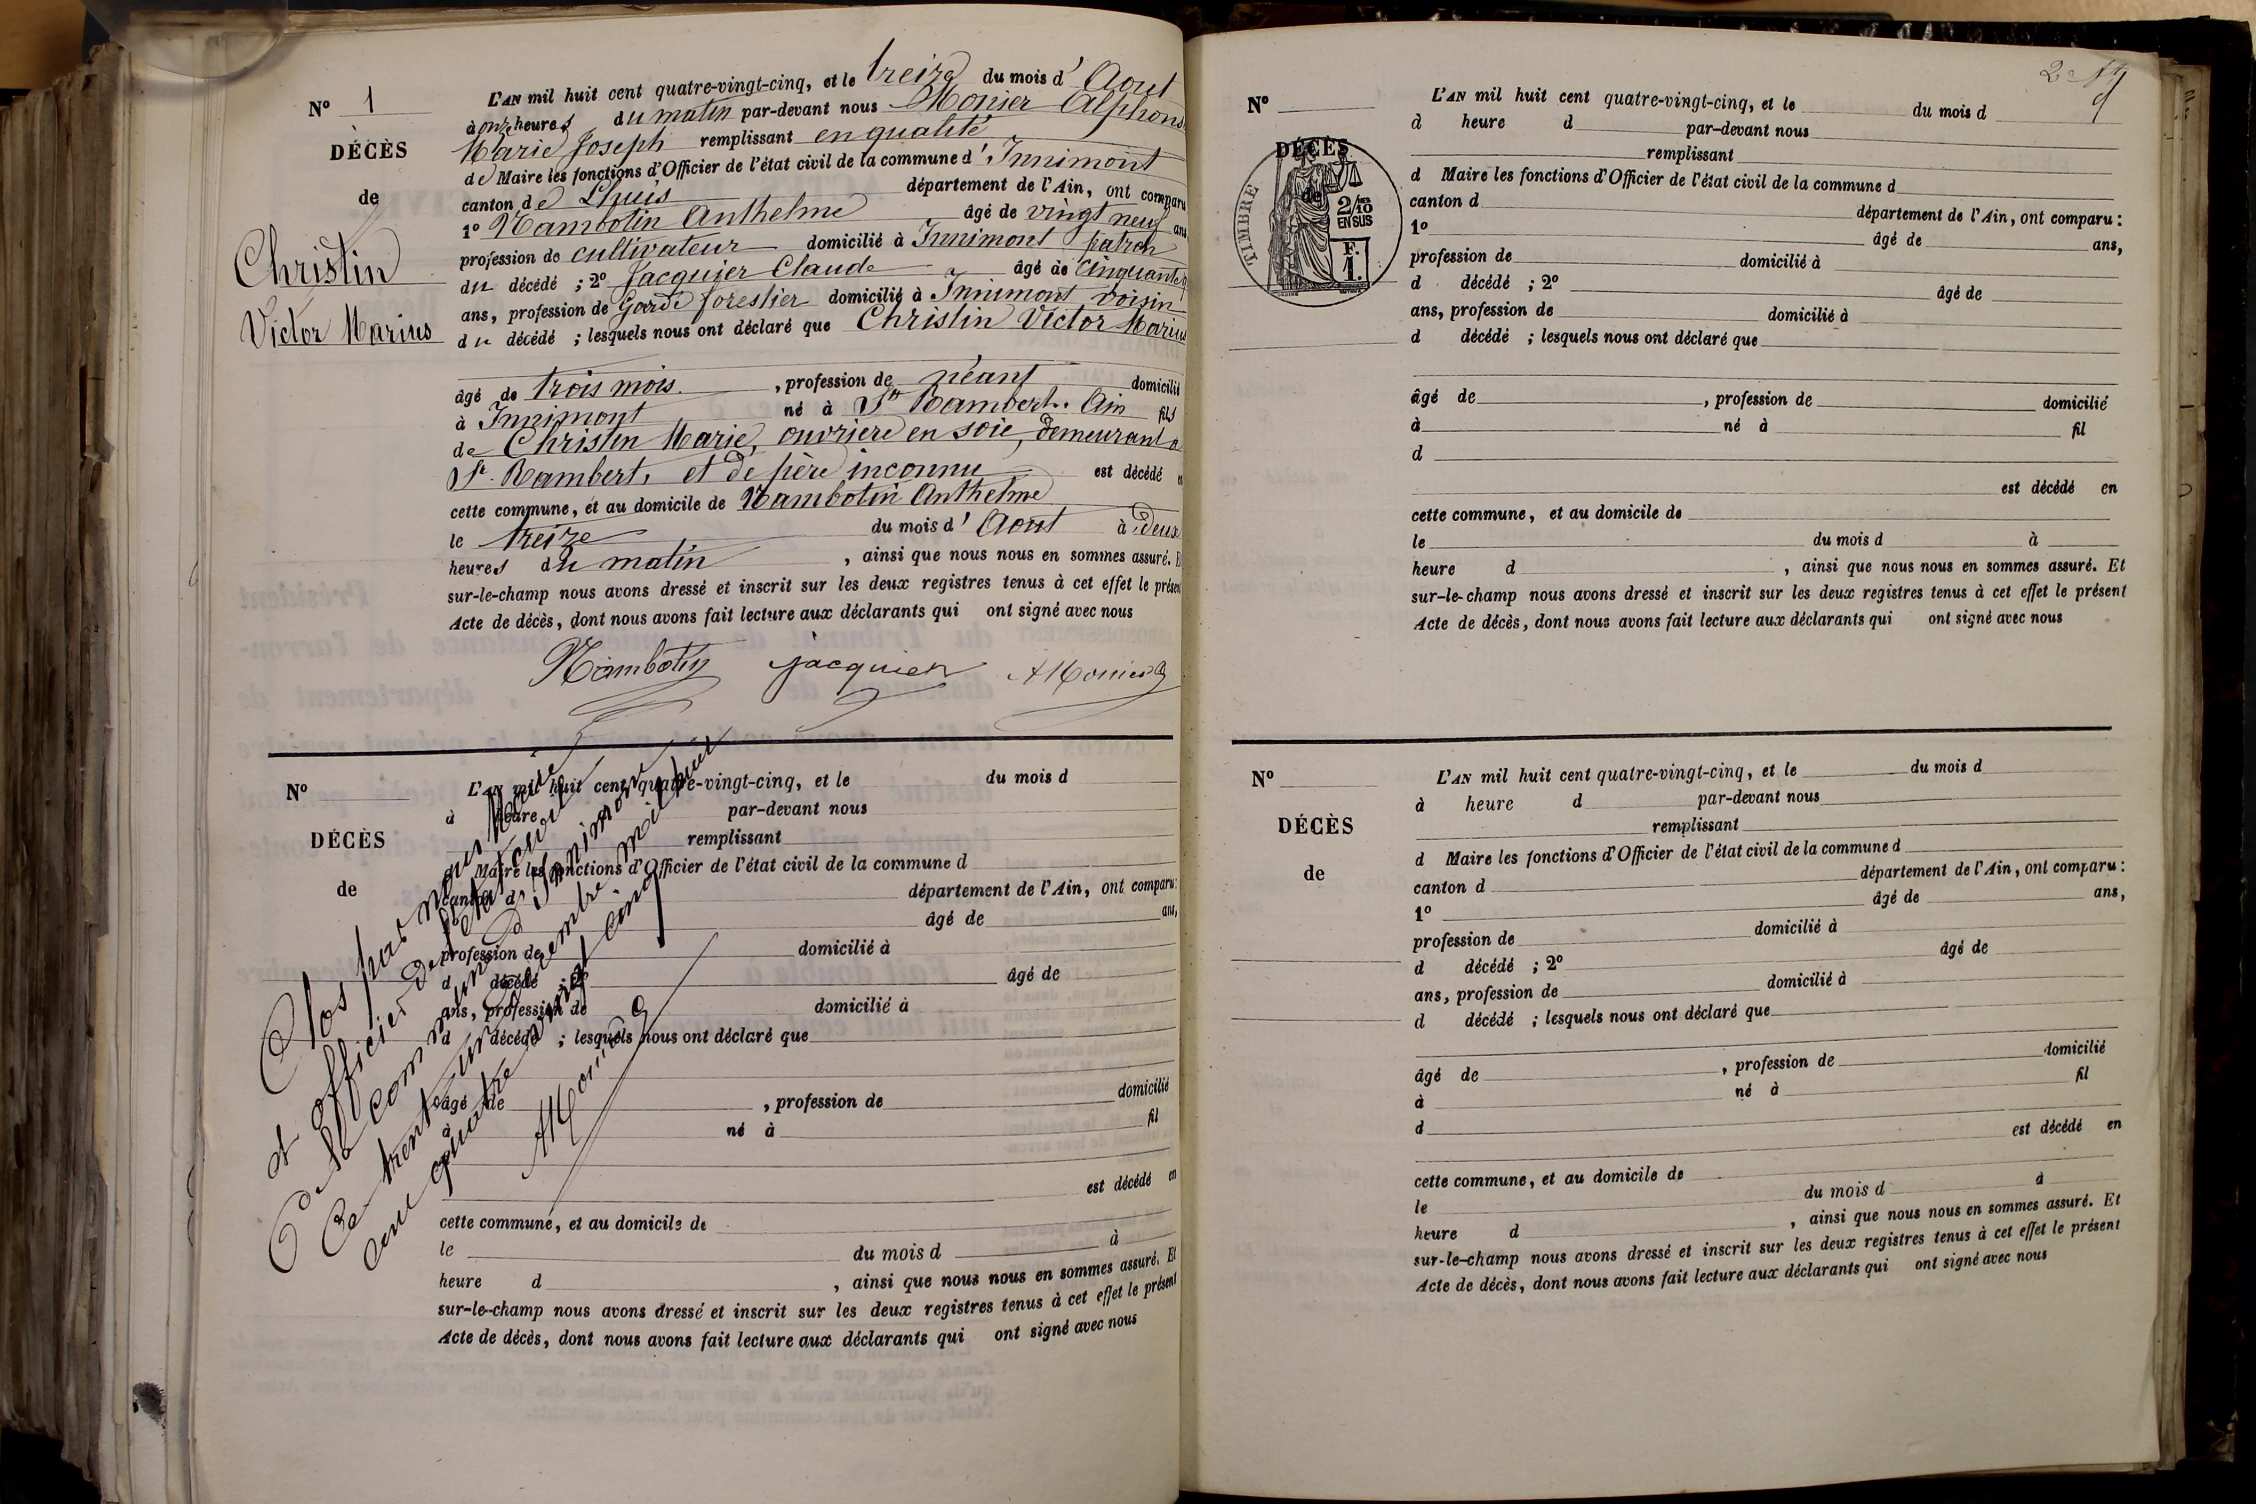 N° 1
DÉCÈS
de
Christin
Victor Marius
L'AN mil huit cent quatre-vingt-cinq, et le treize du mois d'Aout
à onze heures du matin par-devant nous Monier Alphonse
Marie Joseph remplissant en qualité
de Maire les fonctions d'Officier de l'état civil de la commune d'Innimont
canton de Lhuis département de l'Ain, ont comparu
1° Nambotin Anthelme âgé de vingt neuf ans
profession de cultivateur domicilié à Innimont patron
du décédé ; 2° Jacquier Claude âgé de cinquante
ans, profession de Garde forestier domicilié à Innimont voisin
du décédé ; lesquels nous ont déclaré que Christin Victor Marius
âgé de trois mois , profession de néant domicilié
à Innimont né à St Rambert. Ain fils
de Christin Marie, ouvrière en soie, demeurant à
St. Rambert, et de père inconnu est décédé en
cette commune, et au domicile de Nambotin Anthelme
le treize du mois d'Aout à deux
heures du matin , ainsi que nous nous en sommes assuré. Et
sur-le-champ nous avons dressé et inscrit sur les deux registres tenus à cet effet le présent
Acte de décès, dont nous avons fait lecture aux déclarants qui ont signé avec nous
Nambotin Jacquier AMonier
N°
DÉCÈS
de
L'AN mil huit cent quatre-vingt-cinq, et le du mois d
à heure par-devant nous
remplissant
d Maire les fonctions d'Officier de l'état civil de la commune d
canton d département de l'Ain, ont comparu:
âgé de ans,
profession de domicilié à
d décédé ; 2° âgé de
ans, profession de domicilié à
d décédé ; lesquels nous ont déclaré que
âgé de , profession de domicilié
à né à fil
est décédé en
cette commune, et au domicile de
le du mois d à
heure d , ainsi que nous nous en sommes assuré. Et
sur-le-champ nous avons dressé et inscrit sur les deux registres tenus à cet effet le présent
Acte de décès, dont nous avons fait lecture aux déclarants qui ont signé avec nous
Clos par nous Maire
et officier de l'état civil
de la commune d'Innimont
Ce trente un décembre mil huit
cent quatre vingt cinq
AMonier
2
N°
DÉCÈS
de
TIMBRE
2/10
EN SUS
F.
1.
L'AN mil huit cent quatre-vingt-cinq, et le du mois d
à heure d par-devant nous
remplissant
d Maire les fonctions d'Officier de l'état civil de la commune d
canton d département de l'Ain, ont comparu :
1° âgé de ans,
profession de domicilié à
d décédé ; 2° âgé de
ans, profession de domicilié à
d décédé ; lesquels nous ont déclaré que
âgé de , profession de domicilié
à né à fil
d
est décédé en
cette commune, et au domicile de
le du mois d à
heure d , ainsi que nous nous en sommes assuré. Et
sur-le-champ nous avons dressé et inscrit sur les deux registres tenus à cet effet le présent
Acte de décès, dont nous avons fait lecture aux déclarants qui ont signé avec nous
N°
DÉCÈS
de
L'AN mil huit cent quatre-vingt-cinq, et le du mois d
à heure d par-devant nous
remplissant
d Maire les fonctions d'Officier de l'état civil de la commune d
canton d département de l'Ain, ont comparu :
1° âgé de ans,
profession de domicilié à
d décédé ; 2° âgé de
ans, profession de domicilié à
d décédé ; lesquels nous ont déclaré que
âgé de , profession de domicilié
à né à fil
d
est décédé en
cette commune, et au domicile de
le du mois d à
heure d , ainsi que nous nous en sommes assuré. Et
sur-le-champ nous avons dressé et inscrit sur les deux registres tenus à cet effet le présent
Acte de décès, dont nous avons fait lecture aux déclarants qui ont signé avec nous